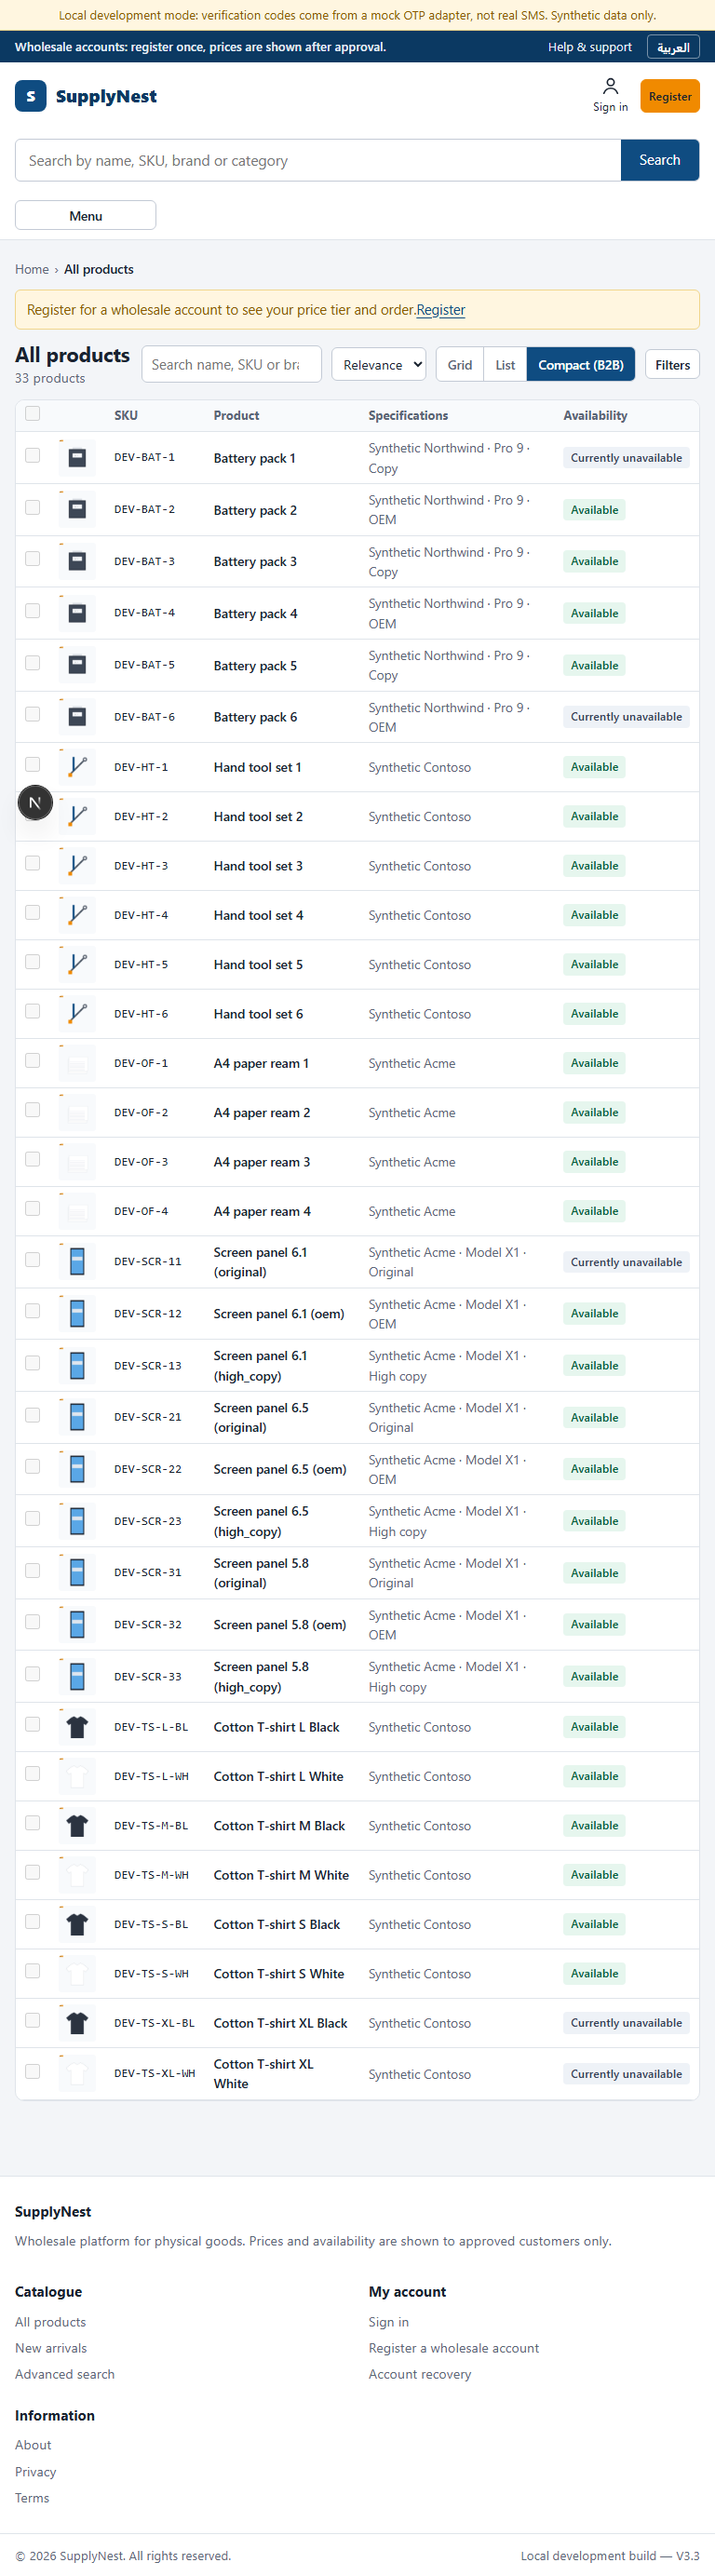 Local development mode: verification codes come from a mock OTP adapter, not real SMS. Synthetic data only.
Wholesale accounts: register once, prices are shown after approval.
Help & support
العربية
S SupplyNest
Sign in
Register
Search by name, SKU, brand or category
Search
Menu
Home › All products
Register for a wholesale account to see your price tier and order.Register
All products
33 products
Search name, SKU or bra
Relevance
Grid
List
Compact (B2B)
Filters
SKU Product Specifications Availability
DEV-BAT-1 Battery pack 1 Synthetic Northwind · Pro 9 · Copy Currently unavailable
DEV-BAT-2 Battery pack 2 Synthetic Northwind · Pro 9 · OEM Available
DEV-BAT-3 Battery pack 3 Synthetic Northwind · Pro 9 · Copy Available
DEV-BAT-4 Battery pack 4 Synthetic Northwind · Pro 9 · OEM Available
DEV-BAT-5 Battery pack 5 Synthetic Northwind · Pro 9 · Copy Available
DEV-BAT-6 Battery pack 6 Synthetic Northwind · Pro 9 · OEM Currently unavailable
DEV-HT-1 Hand tool set 1 Synthetic Contoso Available
N
DEV-HT-2 Hand tool set 2 Synthetic Contoso Available
DEV-HT-3 Hand tool set 3 Synthetic Contoso Available
DEV-HT-4 Hand tool set 4 Synthetic Contoso Available
DEV-HT-5 Hand tool set 5 Synthetic Contoso Available
DEV-HT-6 Hand tool set 6 Synthetic Contoso Available
DEV-OF-1 A4 paper ream 1 Synthetic Acme Available
DEV-OF-2 A4 paper ream 2 Synthetic Acme Available
DEV-OF-3 A4 paper ream 3 Synthetic Acme Available
DEV-OF-4 A4 paper ream 4 Synthetic Acme Available
DEV-SCR-11 Screen panel 6.1 (original) Synthetic Acme · Model X1 · Original Currently unavailable
DEV-SCR-12 Screen panel 6.1 (oem) Synthetic Acme · Model X1 · OEM Available
DEV-SCR-13 Screen panel 6.1 (high_copy) Synthetic Acme · Model X1 · High copy Available
DEV-SCR-21 Screen panel 6.5 (original) Synthetic Acme · Model X1 · Original Available
DEV-SCR-22 Screen panel 6.5 (oem) Synthetic Acme · Model X1 · OEM Available
DEV-SCR-23 Screen panel 6.5 (high_copy) Synthetic Acme · Model X1 · High copy Available
DEV-SCR-31 Screen panel 5.8 (original) Synthetic Acme · Model X1 · Original Available
DEV-SCR-32 Screen panel 5.8 (oem) Synthetic Acme · Model X1 · OEM Available
DEV-SCR-33 Screen panel 5.8 (high_copy) Synthetic Acme · Model X1 · High copy Available
DEV-TS-L-BL Cotton T-shirt L Black Synthetic Contoso Available
DEV-TS-L-WH Cotton T-shirt L White Synthetic Contoso Available
DEV-TS-M-BL Cotton T-shirt M Black Synthetic Contoso Available
DEV-TS-M-WH Cotton T-shirt M White Synthetic Contoso Available
DEV-TS-S-BL Cotton T-shirt S Black Synthetic Contoso Available
DEV-TS-S-WH Cotton T-shirt S White Synthetic Contoso Available
DEV-TS-XL-BL Cotton T-shirt XL Black Synthetic Contoso Currently unavailable
DEV-TS-XL-WH Cotton T-shirt XL White Synthetic Contoso Currently unavailable
SupplyNest
Wholesale platform for physical goods. Prices and availability are shown to approved customers only.
Catalogue
All products
New arrivals
Advanced search
My account
Sign in
Register a wholesale account
Account recovery
Information
About
Privacy
Terms
© 2026 SupplyNest. All rights reserved.
Local development build — V3.3